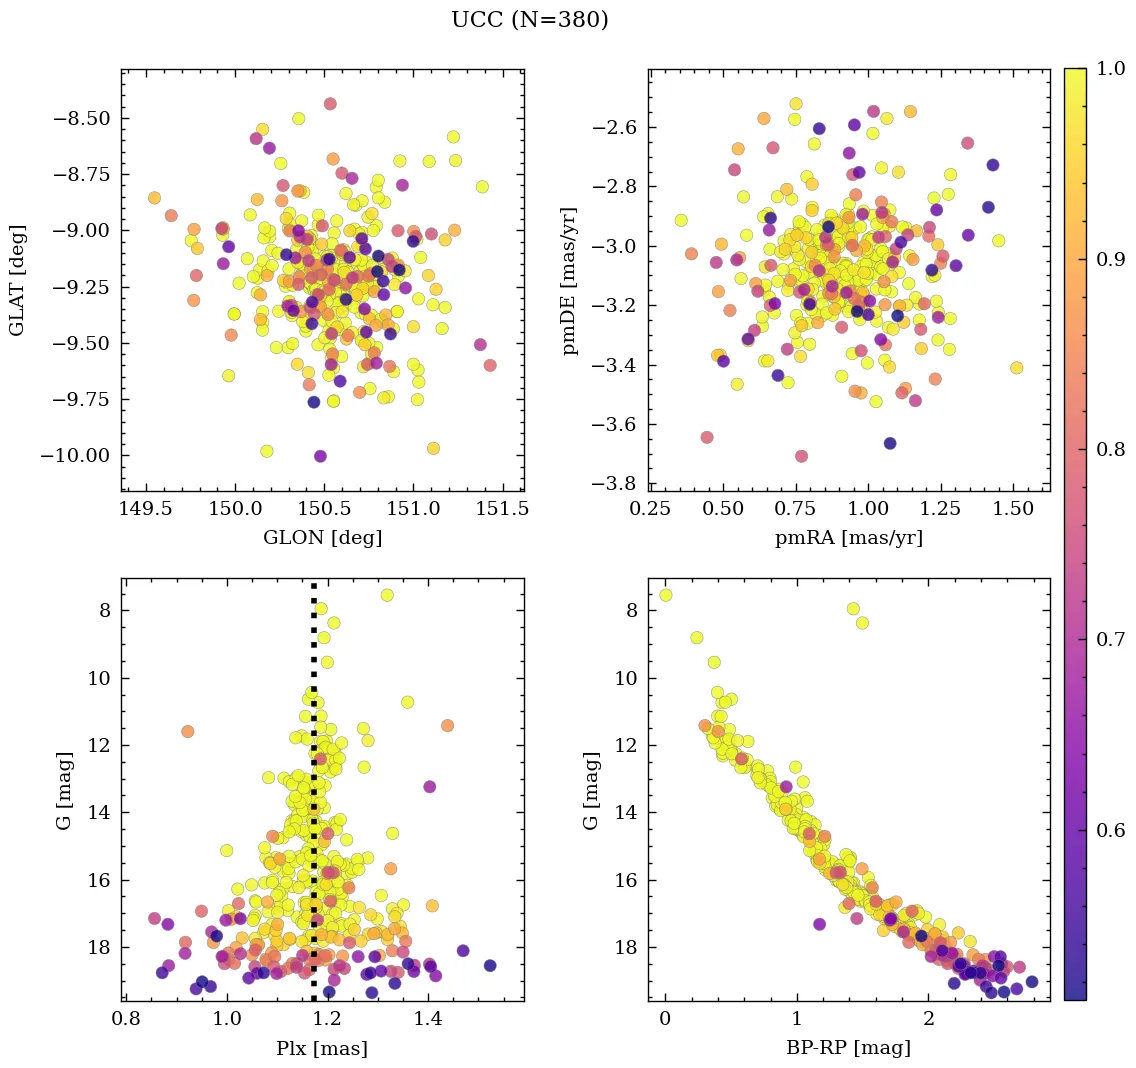 UCC (N=380)
−8.50
−8.75
−9.00
−9.25
−9.50
−9.75
−10.00
GLAT [deg]
149.5 150.0 150.5 151.0 151.5
GLON [deg]
−2.6
−2.8
−3.0
−3.2
−3.4
−3.6
−3.8
pmDE [mas/yr]
0.25 0.50 0.75 1.00 1.25 1.50
pmRA [mas/yr]
8
10
12
14
16
18
G [mag]
0.8 1.0 1.2 1.4
Plx [mas]
8
10
12
14
16
18
G [mag]
0 1 2
BP-RP [mag]
1.0
0.9
0.8
0.7
0.6